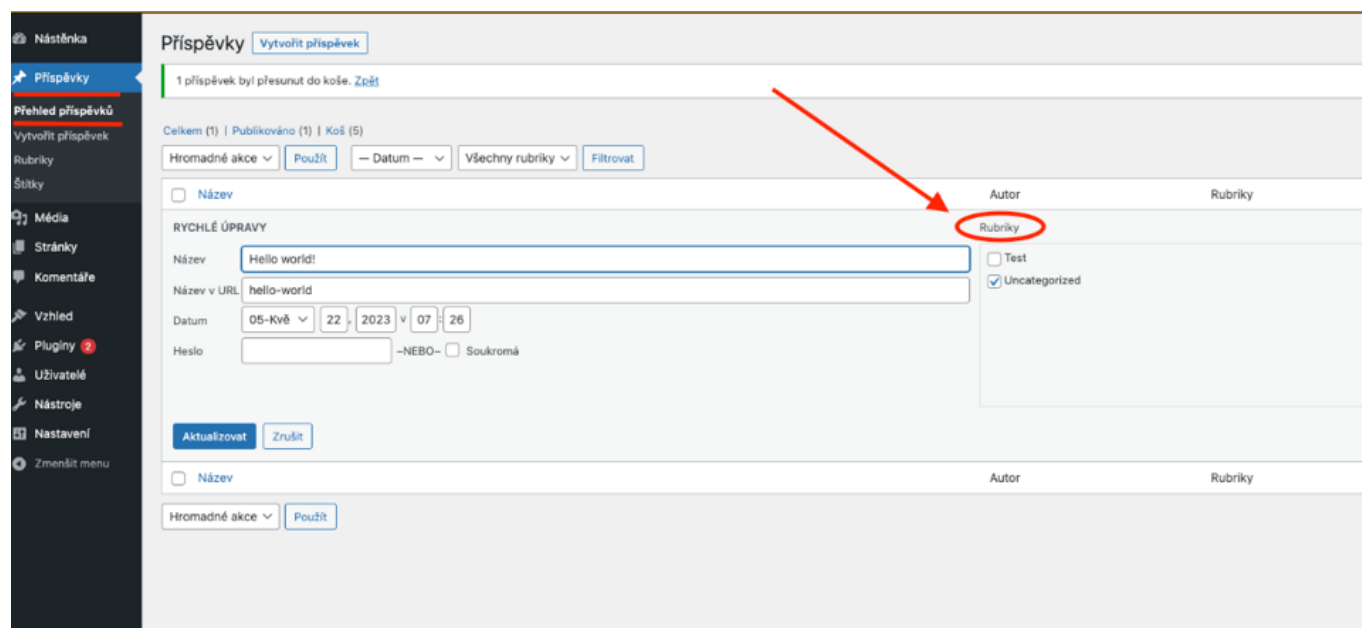 Nástěnka
Příspěvky
Přehled příspěvků
Vytvořit příspěvek
Rubriky
Štítky
Média
Stránky
Komentáře
Vzhled
Pluginy 2
Uživatelé
Nástroje
Nastavení
Zmenšit menu
Příspěvky Vytvořit příspěvek
1 příspěvek byl přesunut do koše. Zpět
Celkem (1) | Publikováno (1) | Koš (5)
Hromadné akce Použít — Datum — Všechny rubriky Filtrovat
Název Autor Rubriky
RYCHLÉ ÚPRAVY Rubriky
Název Hello world! Test
Název v URL hello-world Uncategorized
Datum 05-Kvě 22, 2023 v 07:26
Heslo –NEBO– Soukromá
Aktualizovat Zrušit
Název Autor Rubriky
Hromadné akce Použít